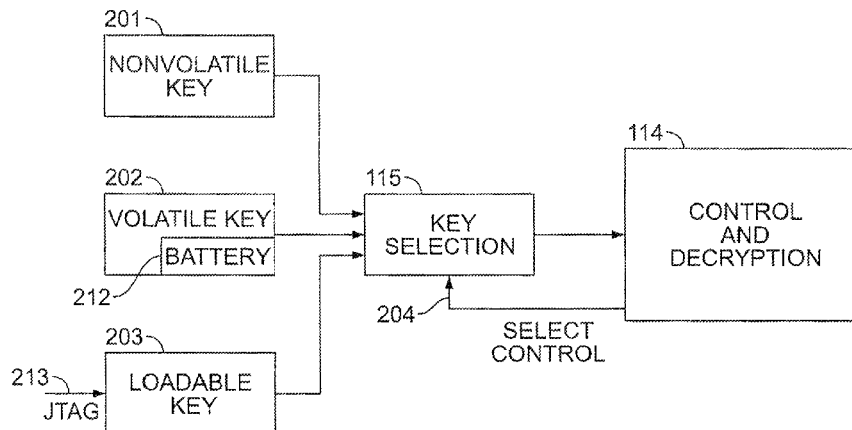 201
NONVOLATILE
KEY
202
VOLATILE KEY
BATTERY
212
203
213
JTAG
LOADABLE
KEY
115
KEY
SELECTION
204
SELECT
CONTROL
114
CONTROL
AND
DECRYPTION